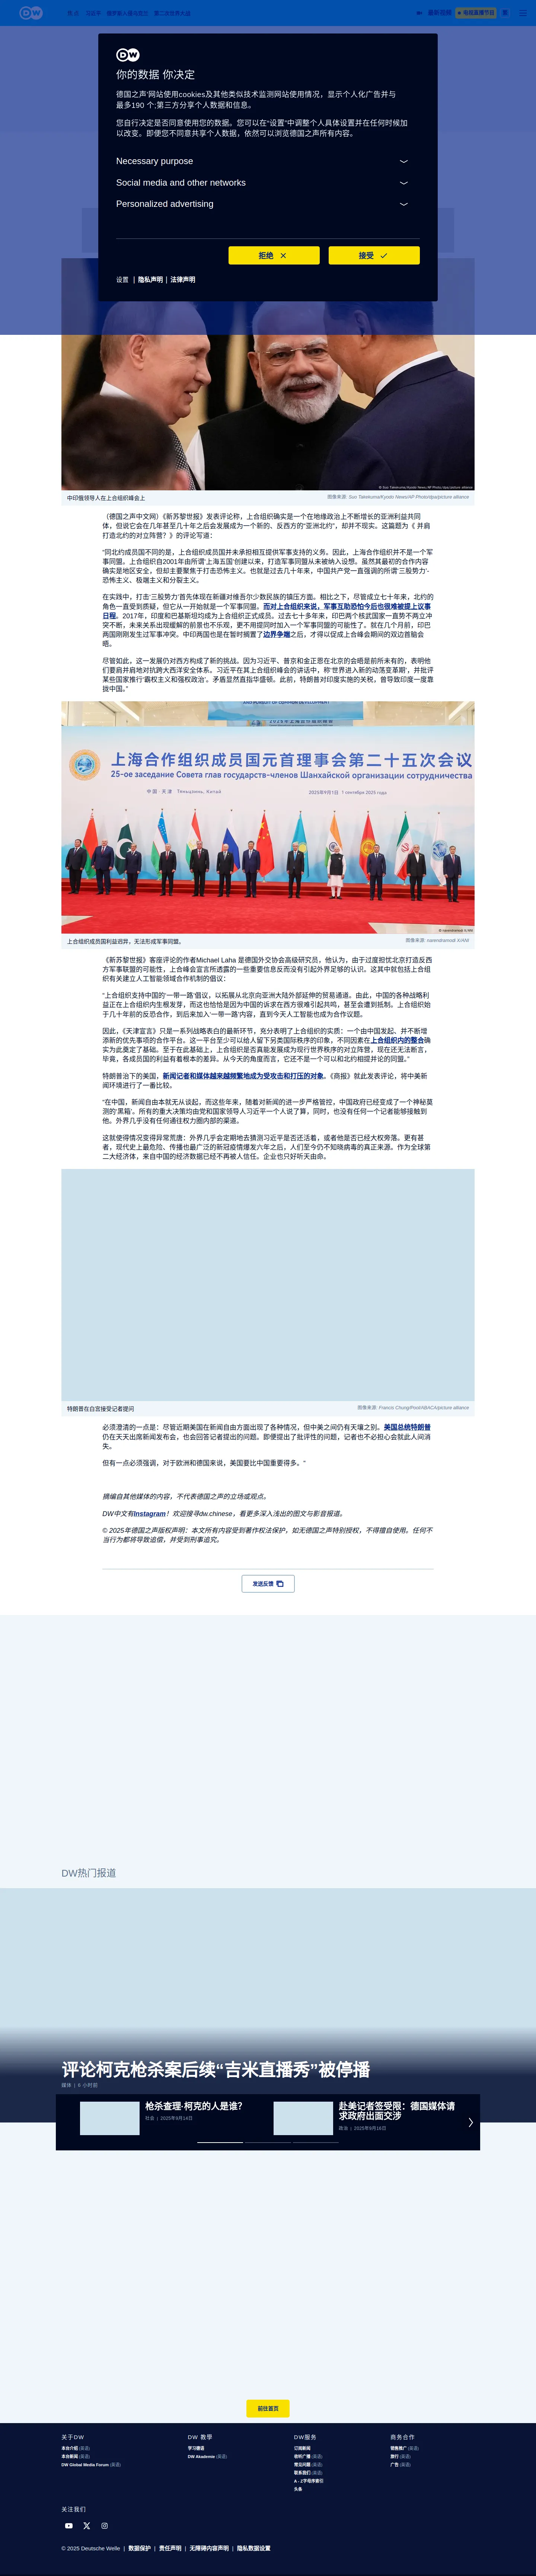 DW
最新视频
电视直播节目
DW
你的数据 你决定
德国之声'网站使用cookies及其他类似技术监测网站使用情况，显示个人化广告并与
最多190 个;第三方分享个人数据和信息。
您自行决定是否同意使用您的数据。您可以在“设置”中调整个人具体设置并在任何时候加
以改变。即便您不同意共享个人数据，依然可以浏览德国之声所有内容。
Necessary purpose
Social media and other networks
Personalized advertising
拒绝
接受
设置 | 隐私声明 | 法律声明
© Suo Takekuma/Kyodo News/AP Photo/dpa/picture alliance
中印俄领导人在上合组织峰会上
图像来源: Suo Takekuma/Kyodo News/AP Photo/dpa/picture alliance
（德国之声中文网）《新苏黎世报》发表评论称，上合组织确实是一个在地缘政治上不断增长的亚洲利益共同
体，但说它会在几年甚至几十年之后会发展成为一个新的、反西方的“亚洲北约”，却并不现实。这篇题为《 并肩
打造北约的对立阵营？》的评论写道：
“同北约成员国不同的是，上合组织成员国并未承担相互提供军事支持的义务。因此，上海合作组织并不是一个军
事同盟。上合组织自2001年由所谓‘上海五国’创建以来，打造军事同盟从未被纳入设想。虽然其最初的合作内容
确实是地区安全，但却主要聚焦于打击恐怖主义。也就是过去几十年来，中国共产党一直强调的所谓‘三股势力’-
恐怖主义、极端主义和分裂主义。
在实践中，打击‘三股势力’首先体现在新疆对维吾尔少数民族的镇压方面。相比之下，尽管成立七十年来，北约的
角色一直受到质疑，但它从一开始就是一个军事同盟。而对上合组织来说，军事互助恐怕今后也很难被提上议事
日程。2017年，印度和巴基斯坦均成为上合组织正式成员。过去七十多年来，印巴两个核武国家一直势不两立冲
突不断，未来关系出现缓解的前景也不乐观，更不用提同时加入一个军事同盟的可能性了。就在几个月前，印巴
两国刚刚发生过军事冲突。中印两国也是在暂时搁置了边界争端之后，才得以促成上合峰会期间的双边首脑会
晤。
尽管如此，这一发展仍对西方构成了新的挑战。因为习近平、普京和金正恩在北京的会晤是前所未有的，表明他
们要肩并肩地对抗跨大西洋安全体系。习近平在其上合组织峰会的讲话中，称‘世界进入新的动荡变革期’，并批评
某些国家推行‘霸权主义和强权政治’。矛盾显然直指华盛顿。此前，特朗普对印度实施的关税，曾导致印度一度靠
拢中国。”
上海合作组织成员国元首理事会第二十五次会议
25-ое заседание Совета глав государств-членов Шанхайской организации сотрудничества
中国·天津 Тяньцзинь, Китай
2025年9月1日 1 сентября 2025 года
© narendramodi X/ANI
上合组织成员国利益迥异，无法形成军事同盟。
图像来源: narendramodi X/ANI
《新苏黎世报》客座评论的作者Michael Laha 是德国外交协会高级研究员，他认为，由于过度担忧北京打造反西
方军事联盟的可能性，上合峰会宣言所透露的一些重要信息反而没有引起外界足够的认识。这其中就包括上合组
织有关建立人工智能领域合作机制的倡议：
“上合组织支持中国的‘一带一路’倡议，以拓展从北京向亚洲大陆外部延伸的贸易通道。由此，中国的各种战略利
益正在上合组织内生根发芽，而这也恰恰是因为中印等国诉求的西方差异才难引起共鸣，甚至会遭到抵制。上合组织始
于几十年前的反恐合作，到后来加入‘一带一路’内容，直到今天人工智能也成为合作议题。
因此，《天津宣言》只是一系列战略表白的最新环节，充分表明了上合组织的实质：一个由中国发起、并不断增
添新的优先事项的合作平台。这一平台至少可以给人留下另类国际秩序的印象，不同因素在上合组织内的整合确
实为此奠定了基础。至于在此基础上，上合组织是否真能发展成为现行世界秩序的对立阵营，现在还无法断言，
毕竟，各成员国的利益有着根本的差异。从今天的角度而言，它还不是一个可以和北约相提并论的同盟。”
特朗普治下的美国，新闻记者和媒体越来越频繁地成为受攻击和打压的对象。《商报》就此发表评论，将中美新
闻环境进行了一番比较。
“在中国，新闻自由本就无从谈起，而这些年来，随着对新闻的进一步严格管控，中国政府已经变成了一个神秘莫
测的‘黑箱’。所有的重大决策均由党和国家领导人习近平一个人说了算，同时，也没有任何一个记者能够接触到
他。外界几乎没有任何通往权力圈内部的渠道。
这就使得情况变得异常荒唐：外界几乎会定期地去猜测习近平是否还活着，或者他是否已经大权旁落。更有甚
者，现代史上最危险、传播也最广泛的新冠疫情爆发六年之后，人们至今仍不知晓病毒的真正来源。作为全球第
二大经济体，来自中国的经济数据已经不再被人信任。企业也只好听天由命。
特朗普在白宫接受记者提问
图像来源: Francis Chung/Pool/ABACA/picture alliance
必须澄清的一点是：尽管近期美国在新闻自由方面出现了各种情况，但中美之间仍有天壤之别。美国总统特朗普
仍在天天出席新闻发布会，也会回答记者提出的问题。即便提出了批评性的问题，记者也不必担心会就此人间消
失。
但有一点必须强调，对于欧洲和德国来说，美国要比中国重要得多。”
摘编自其他媒体的内容，不代表德国之声的立场或观点。
DW中文有Instagram！欢迎搜寻dw.chinese，看更多深入浅出的图文与影音报道。
© 2025年德国之声版权声明：本文所有内容受到著作权法保护，如无德国之声特别授权，不得擅自使用。任何不
当行为都将导致追偿，并受到刑事追究。
发送反馈
DW热门报道
评论柯克枪杀案后续“吉米直播秀”被停播
媒体 | 6 小时前
枪杀查理·柯克的人是谁？
社会 | 2025年9月14日
赴美记者签受限：德国媒体请
求政府出面交涉
政治 | 2025年9月16日
前往首页
关于DW
本台介绍 (英语)
本台新闻 (英语)
DW Global Media Forum (英语)
DW 教學
学习德语
DW Akademie (英语)
DW服务
订阅新闻
收听广播 (英语)
常见问题 (英语)
联系我们 (英语)
A - Z字母序索引
头条
商务合作
销售推广 (英语)
旅行 (英语)
广告 (英语)
关注我们
© 2025 Deutsche Welle | 数据保护 | 责任声明 | 无障碍内容声明 | 隐私数据设置